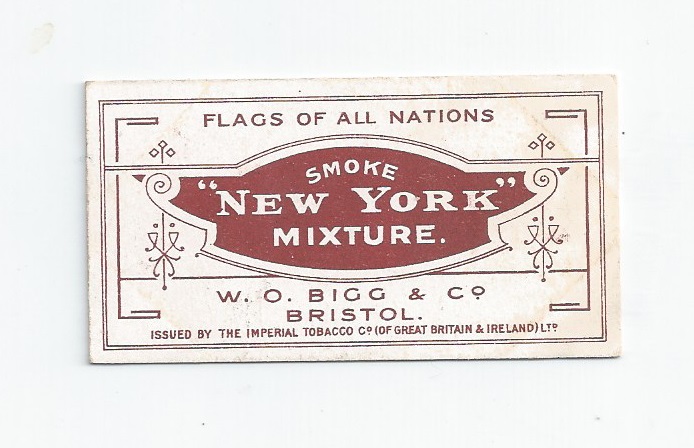 FLAGS OF ALL NATIONS
SMOKE
"NEW YORK"
MIXTURE.
W. O. BIGG & Cº
BRISTOL.
ISSUED BY THE IMPERIAL TOBACCO Cº (OF GREAT BRITAIN & IRELAND) LTD